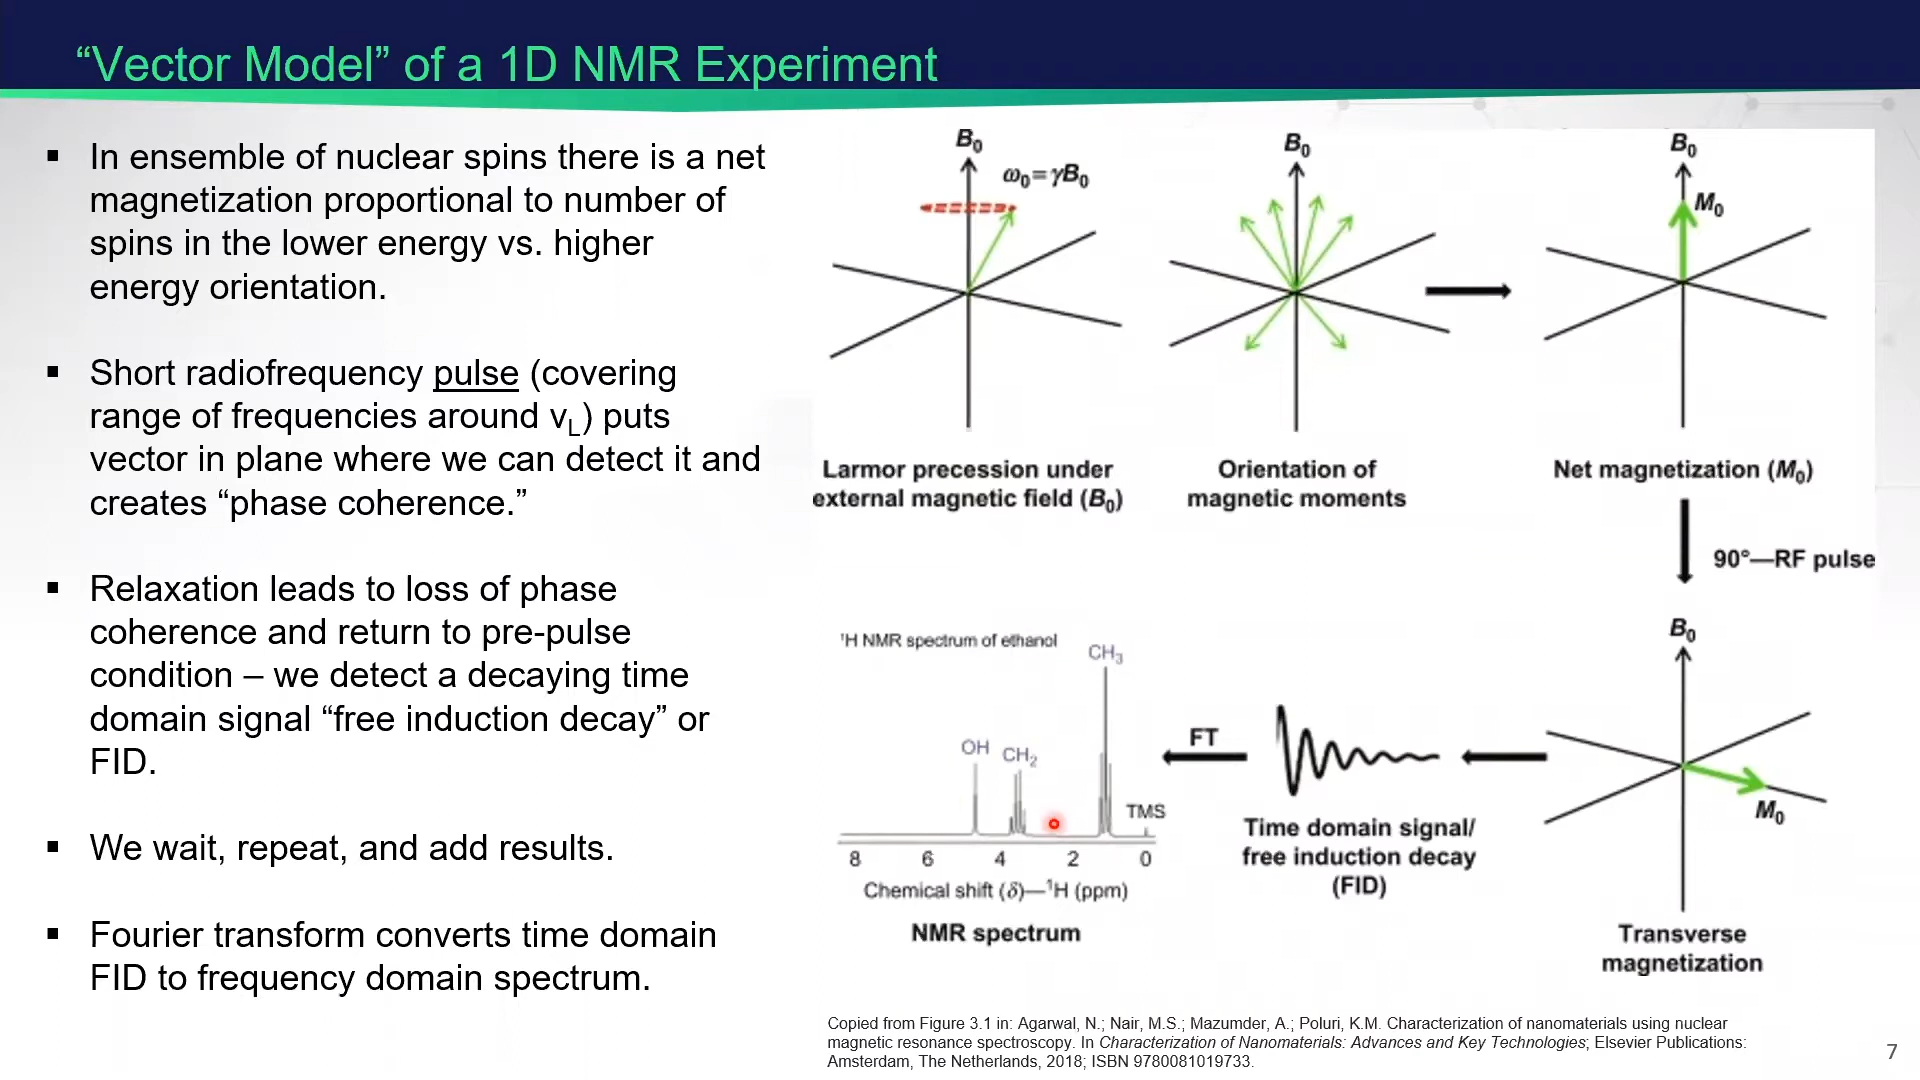 “Vector Model” of a 1D NMR Experiment
▪ In ensemble of nuclear spins there is a net
magnetization proportional to number of
spins in the lower energy vs. higher
energy orientation.
▪ Short radiofrequency pulse (covering
range of frequencies around vL) puts
vector in plane where we can detect it and
creates “phase coherence.”
▪ Relaxation leads to loss of phase
coherence and return to pre-pulse
condition – we detect a decaying time
domain signal “free induction decay” or
FID.
▪ We wait, repeat, and add results.
▪ Fourier transform converts time domain
FID to frequency domain spectrum.
B0
ω0=γB0
Larmor precession under
external magnetic field (B0)
B0
Orientation of
magnetic moments
B0
M0
Net magnetization (M0)
90°—RF pulse
B0
M0
Transverse
magnetization
Time domain signal/
free induction decay
(FID)
FT
¹H NMR spectrum of ethanol
CH3
OH
CH2
TMS
8 6 4 2 0
Chemical shift (δ)—¹H (ppm)
NMR spectrum
Copied from Figure 3.1 in: Agarwal, N.; Nair, M.S.; Mazumder, A.; Poluri, K.M. Characterization of nanomaterials using nuclear
magnetic resonance spectroscopy. In Characterization of Nanomaterials: Advances and Key Technologies; Elsevier Publications:
Amsterdam, The Netherlands, 2018; ISBN 9780081019733.
7